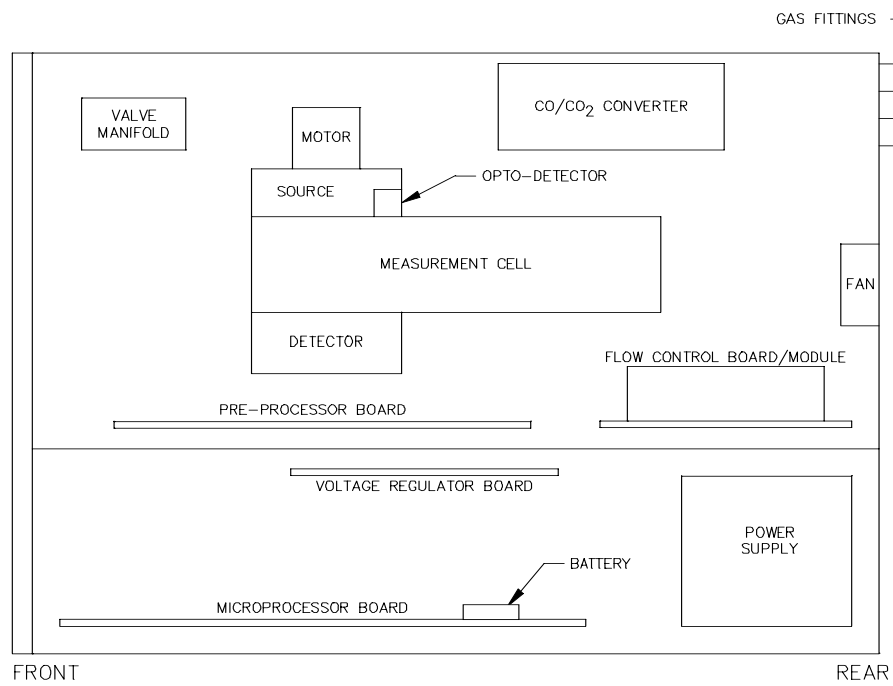 GAS FITTINGS
VALVE
MANIFOLD
MOTOR
CO/CO₂ CONVERTER
SOURCE
OPTO-DETECTOR
MEASUREMENT CELL
FAN
DETECTOR
FLOW CONTROL BOARD/MODULE
PRE-PROCESSOR BOARD
VOLTAGE REGULATOR BOARD
POWER
SUPPLY
BATTERY
MICROPROCESSOR BOARD
FRONT
REAR